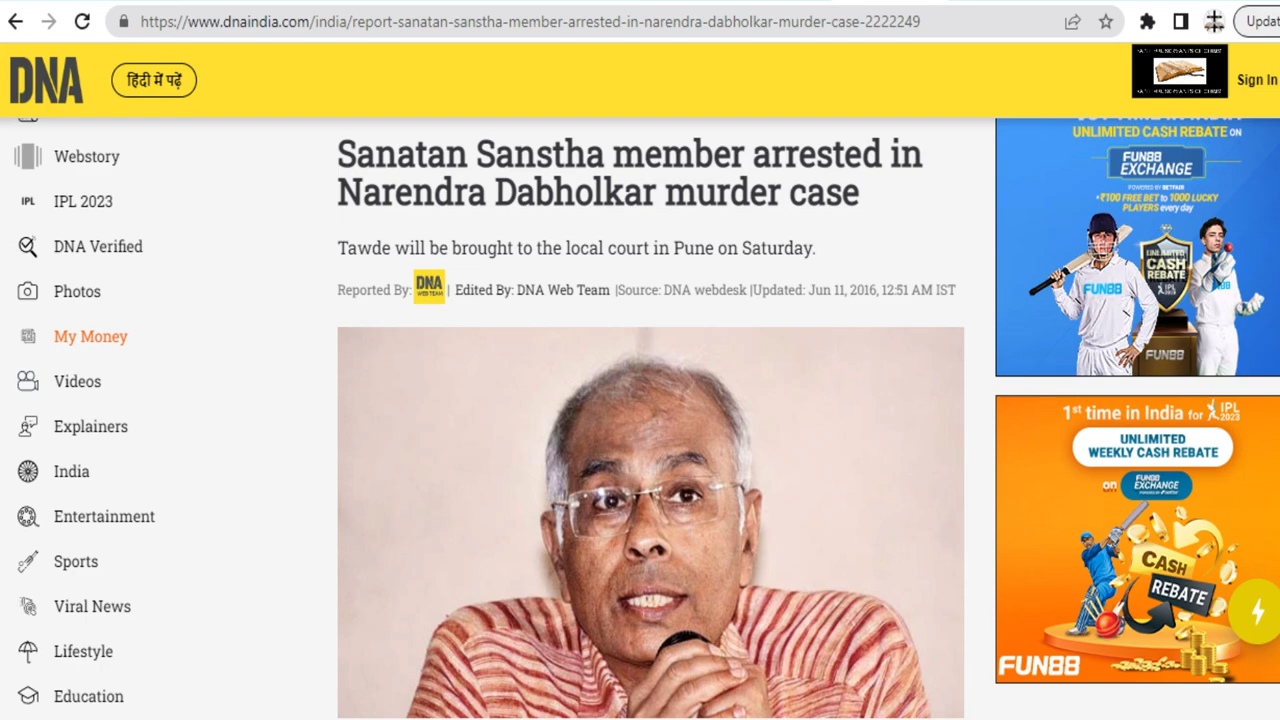 https://www.dnaindia.com/india/report-sanatan-sanstha-member-arrested-in-narendra-dabholkar-murder-case-2222249
Updat
DNA
हिंदी में पढ़ें
Sign In
Webstory
IPL
IPL 2023
DNA Verified
Photos
My Money
Videos
Explainers
India
Entertainment
Sports
Viral News
Lifestyle
Education
Sanatan Sanstha member arrested in
Narendra Dabholkar murder case
Tawde will be brought to the local court in Pune on Saturday.
Reported By: DNA WEB TEAM | Edited By: DNA Web Team |Source: DNA webdesk |Updated: Jun 11, 2016, 12:51 AM IST
UNLIMITED CASH REBATE ON
FUN88
EXCHANGE
POWERED BY BETFAIR
+₹100 FREE BET to 1000 LUCKY
PLAYERS every day
UNLIMITED
CASH
REBATE
FUN88
FUN88
1st time in India for IPL
2023
UNLIMITED
WEEKLY CASH REBATE
on FUN88
EXCHANGE
CASH
REBATE
FUN88